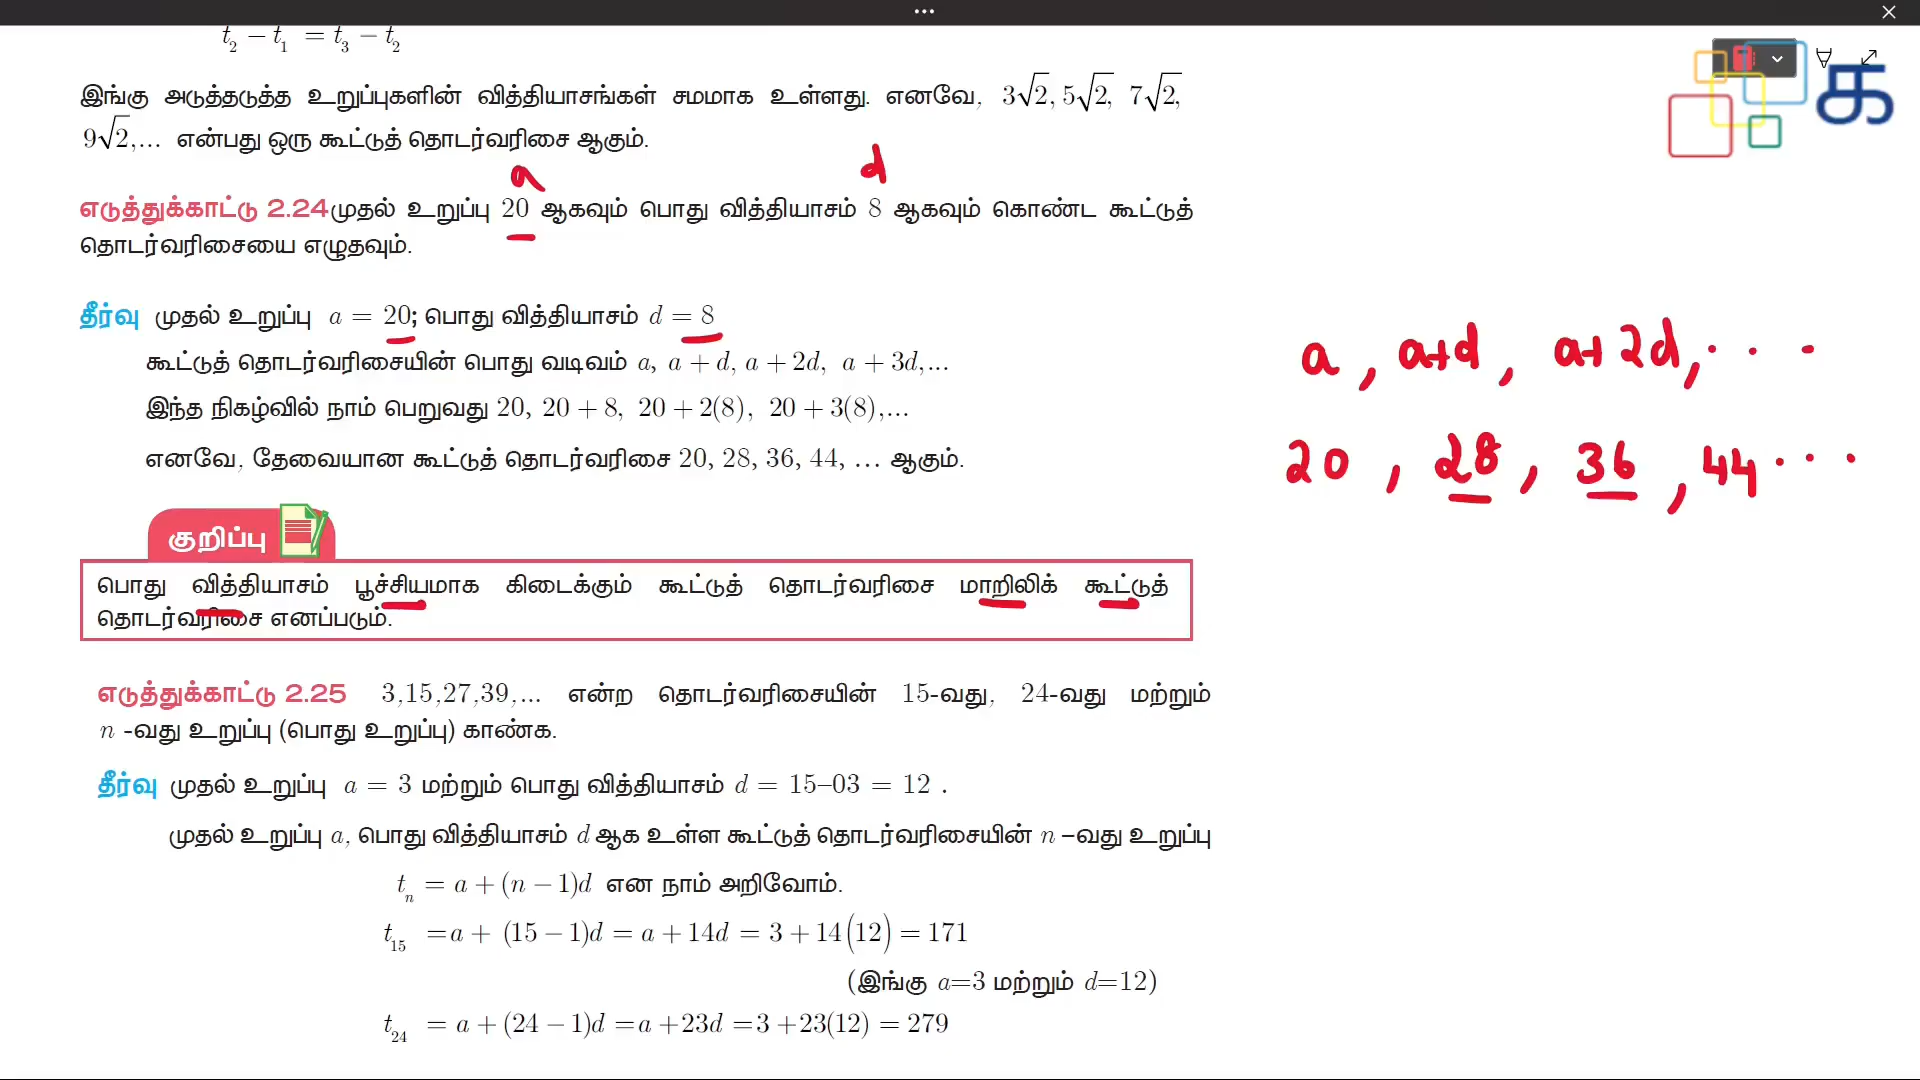 t₂ − t₁ = t₃ − t₂
இங்கு அடுத்தடுத்த உறுப்புகளின் வித்தியாசங்கள் சமமாக உள்ளது. எனவே, 3√2, 5√2, 7√2,
9√2,... என்பது ஒரு கூட்டுத் தொடர்வரிசை ஆகும்.
a d
எடுத்துக்காட்டு 2.24 முதல் உறுப்பு 20 ஆகவும் பொது வித்தியாசம் 8 ஆகவும் கொண்ட கூட்டுத்
தொடர்வரிசையை எழுதவும்.
தீர்வு முதல் உறுப்பு a = 20; பொது வித்தியாசம் d = 8
கூட்டுத் தொடர்வரிசையின் பொது வடிவம் a, a + d, a + 2d, a + 3d,...
இந்த நிகழ்வில் நாம் பெறுவது 20, 20 + 8, 20 + 2(8), 20 + 3(8),...
எனவே, தேவையான கூட்டுத் தொடர்வரிசை 20, 28, 36, 44, ... ஆகும்.
a, a+d, a+2d, ...
20, 28, 36, 44 ...
குறிப்பு
பொது வித்தியாசம் பூச்சியமாக கிடைக்கும் கூட்டுத் தொடர்வரிசை மாறிலிக் கூட்டுத்
தொடர்வரிசை எனப்படும்.
எடுத்துக்காட்டு 2.25 3,15,27,39,... என்ற தொடர்வரிசையின் 15-வது, 24-வது மற்றும்
n -வது உறுப்பு (பொது உறுப்பு) காண்க.
தீர்வு முதல் உறுப்பு a = 3 மற்றும் பொது வித்தியாசம் d = 15–03 = 12 .
முதல் உறுப்பு a, பொது வித்தியாசம் d ஆக உள்ள கூட்டுத் தொடர்வரிசையின் n –வது உறுப்பு
tₙ = a + (n − 1)d என நாம் அறிவோம்.
t₁₅ =a + (15 − 1)d = a + 14d = 3 + 14(12) = 171
(இங்கு a=3 மற்றும் d=12)
t₂₄ = a + (24 − 1)d =a +23d =3 +23(12) = 279
க